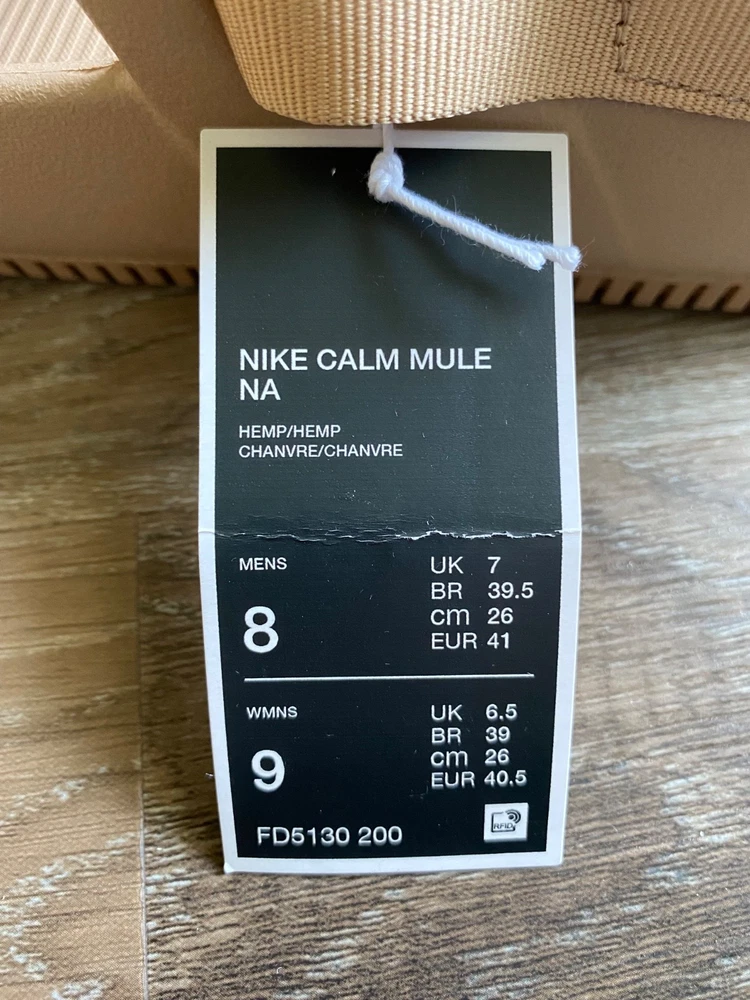 NIKE CALM MULE
NA
HEMP/HEMP
CHANVRE/CHANVRE
MENS
8
UK 7
BR 39.5
cm 26
EUR 41
WMNS
9
UK 6.5
BR 39
cm 26
EUR 40.5
FD5130 200
RFID